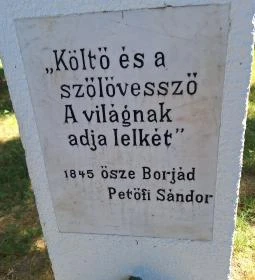 „Költő és a
szőlővessző
A világnak
adja lelkét”
1845 ősze Borjád
Petőfi Sándor